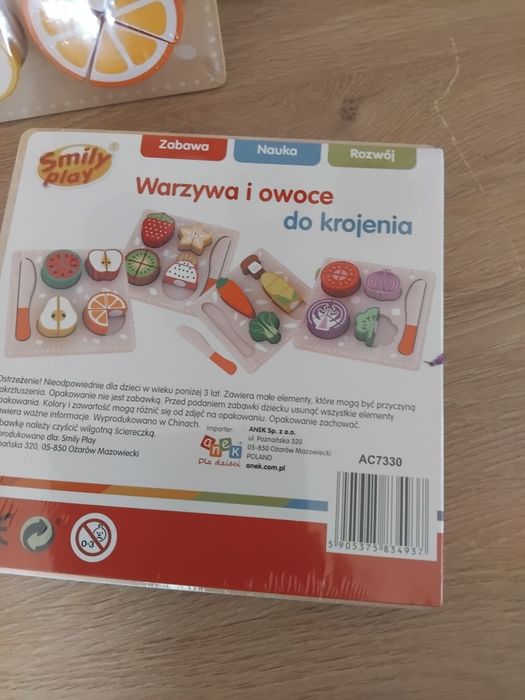 Smily play ®
Zabawa
Nauka
Rozwój
Warzywa i owoce
do krojenia
Ostrzeżenie! Nieodpowiednie dla dzieci w wieku poniżej 3 lat. Zawiera małe elementy, które mogą być przyczyną
zakrztuszenia. Opakowanie nie jest zabawką. Przed podaniem zabawki dziecku usunąć wszystkie elementy
opakowania. Kolory i zawartość mogą różnić się od zdjęć na opakowaniu. Opakowanie zachować.
Zawiera ważne informacje. Wyprodukowano w Chinach.
Zabawkę należy czyścić wilgotną ściereczką.
Wyprodukowano dla: Smily Play
Poznańska 320, 05-850 Ożarów Mazowiecki
Importer:
anek
Dla dzieci
ANEK Sp. z o.o.
ul. Poznańska 320
05-850 Ożarów Mazowiecki
POLAND
anek.com.pl
AC7330
5 905375 834937
0-3